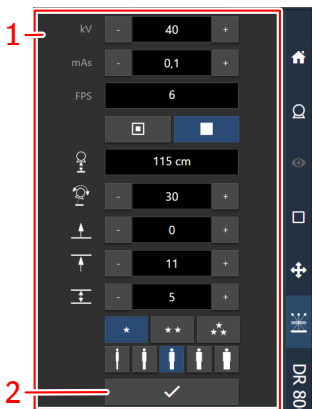 1
kV - 40 +
mAs - 0,1 +
FPS 6
115 cm
- 30 +
- 0 +
- 11 +
- 5 +
2
DR 80